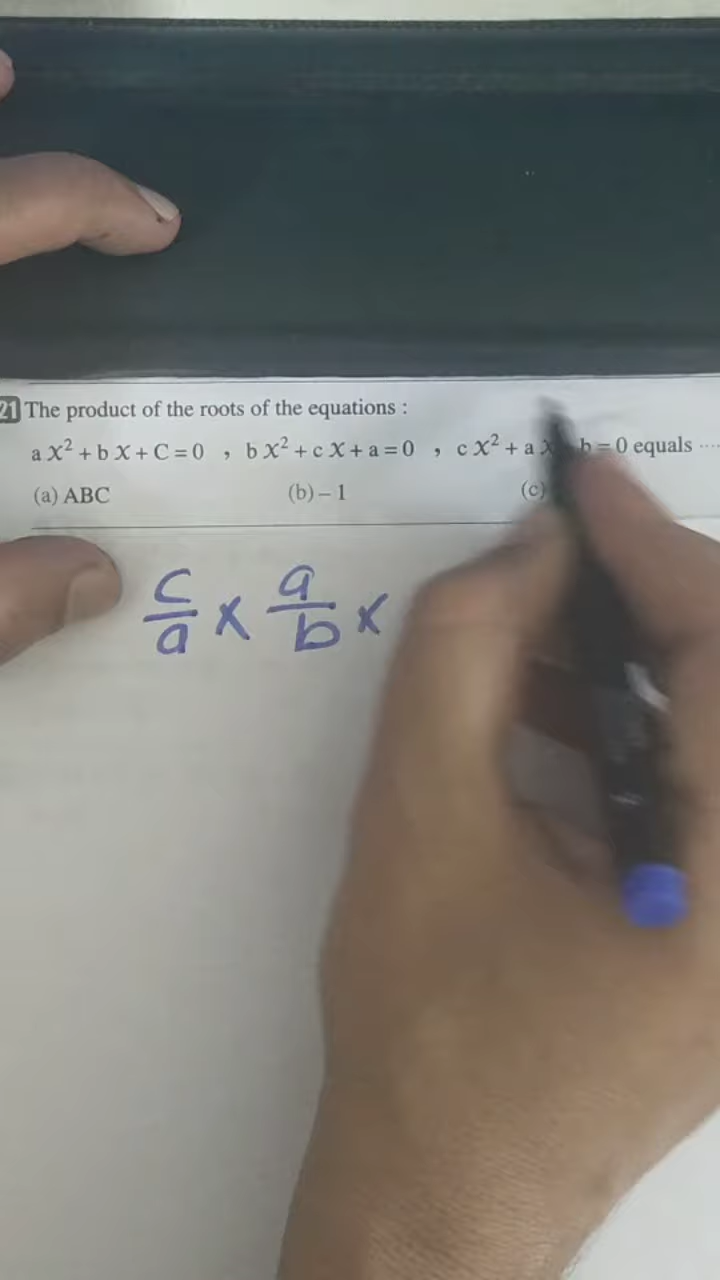 21 The product of the roots of the equations :
a x² + b x + C = 0 , b x² + c x + a = 0 , c x² + a x b = 0 equals ....
(a) ABC (b) – 1 (c)
c/a x a/b x